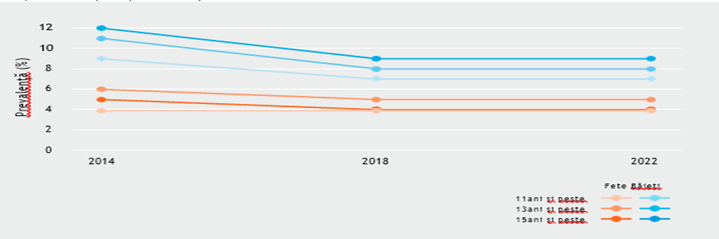 12
10
8
6
4
2
0
Prevalență (%)
2014 2018 2022
Fete Băieți
11ani și peste
13ani și peste
15ani și peste